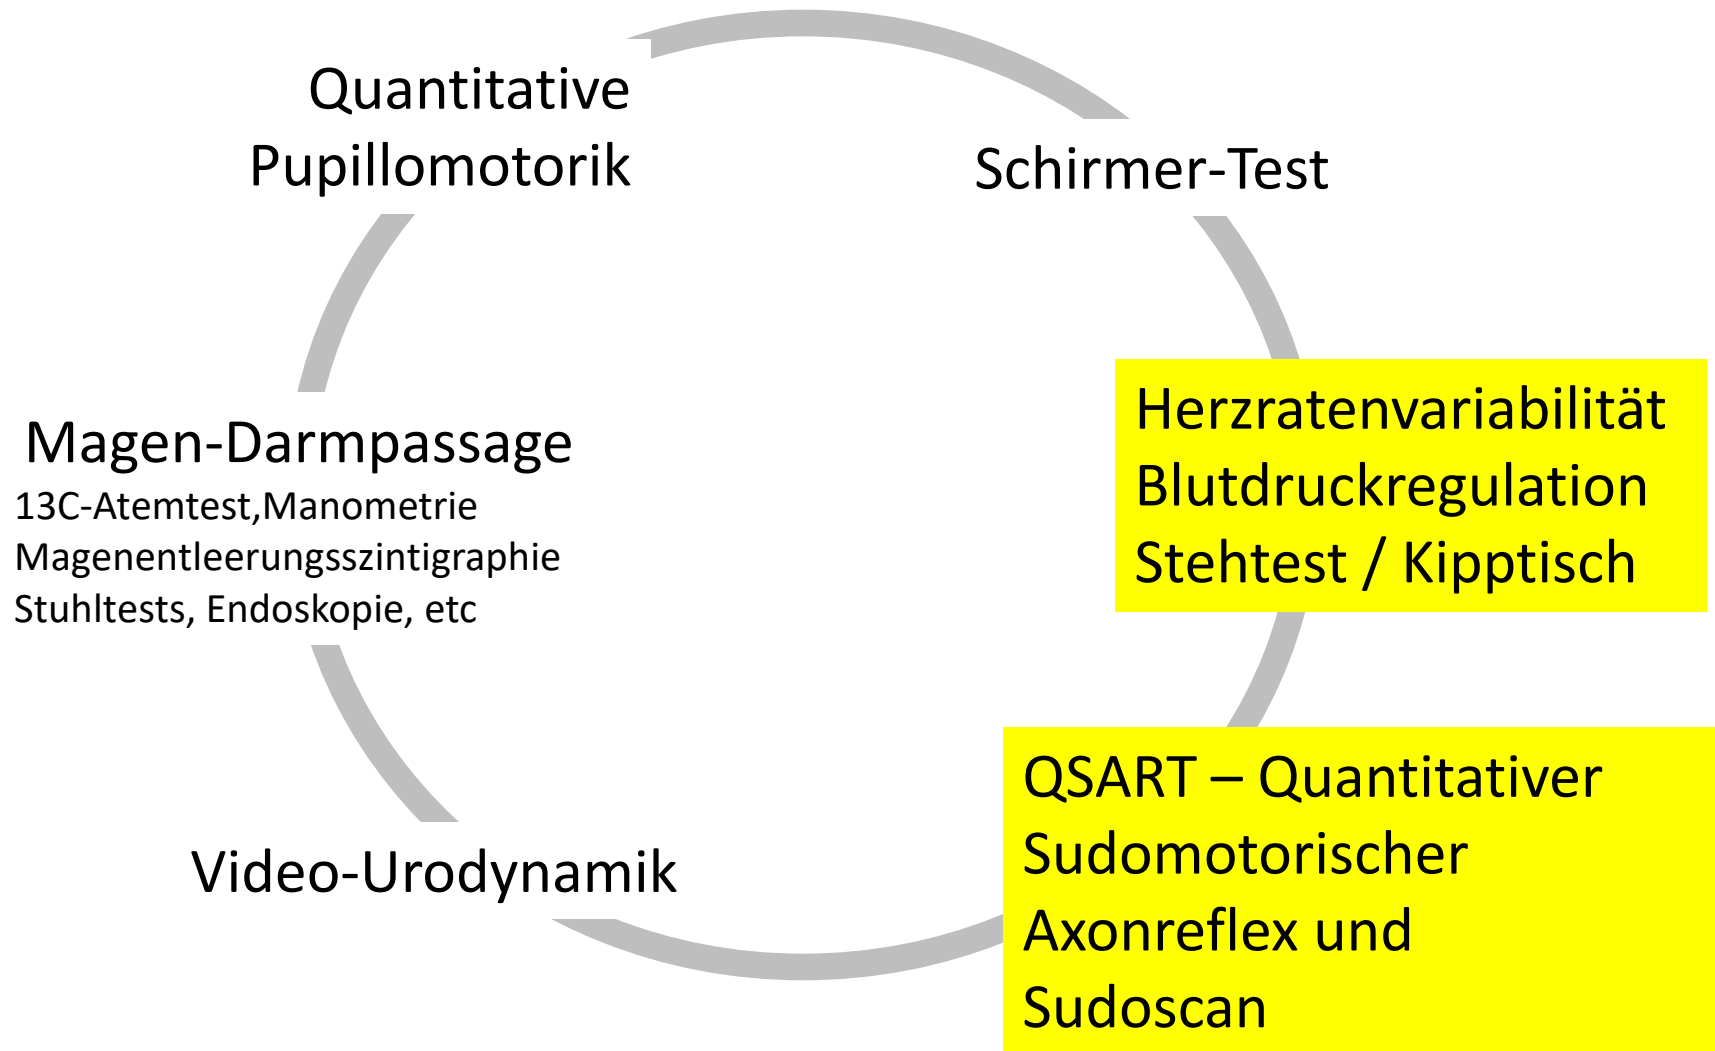 Quantitative
Pupillomotorik
Schirmer-Test
Herzratenvariabilität
Blutdruckregulation
Stehtest / Kipptisch
QSART – Quantitativer
Sudomotorischer
Axonreflex und
Sudoscan
Video-Urodynamik
Magen-Darmpassage
13C-Atemtest,Manometrie
Magenentleerungsszintigraphie
Stuhltests, Endoskopie, etc